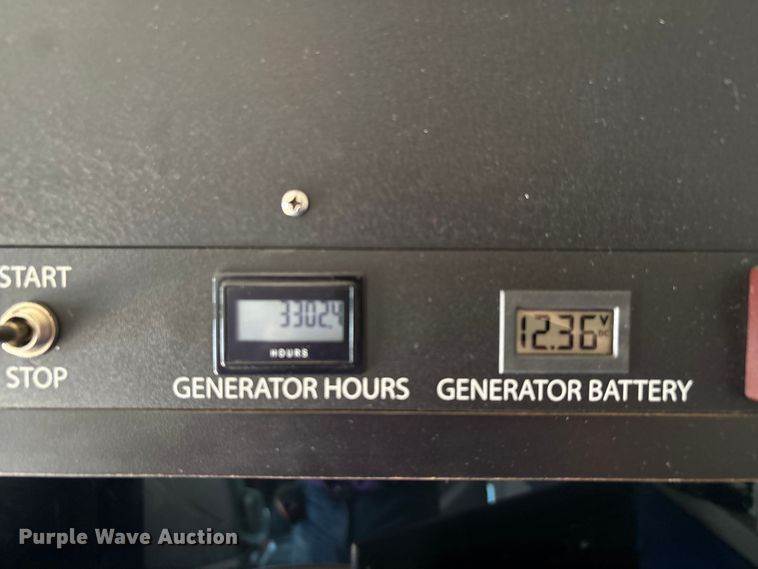 START
STOP
3302.4
HOURS
GENERATOR HOURS
12.36 V
DC
GENERATOR BATTERY
Purple Wave Auction